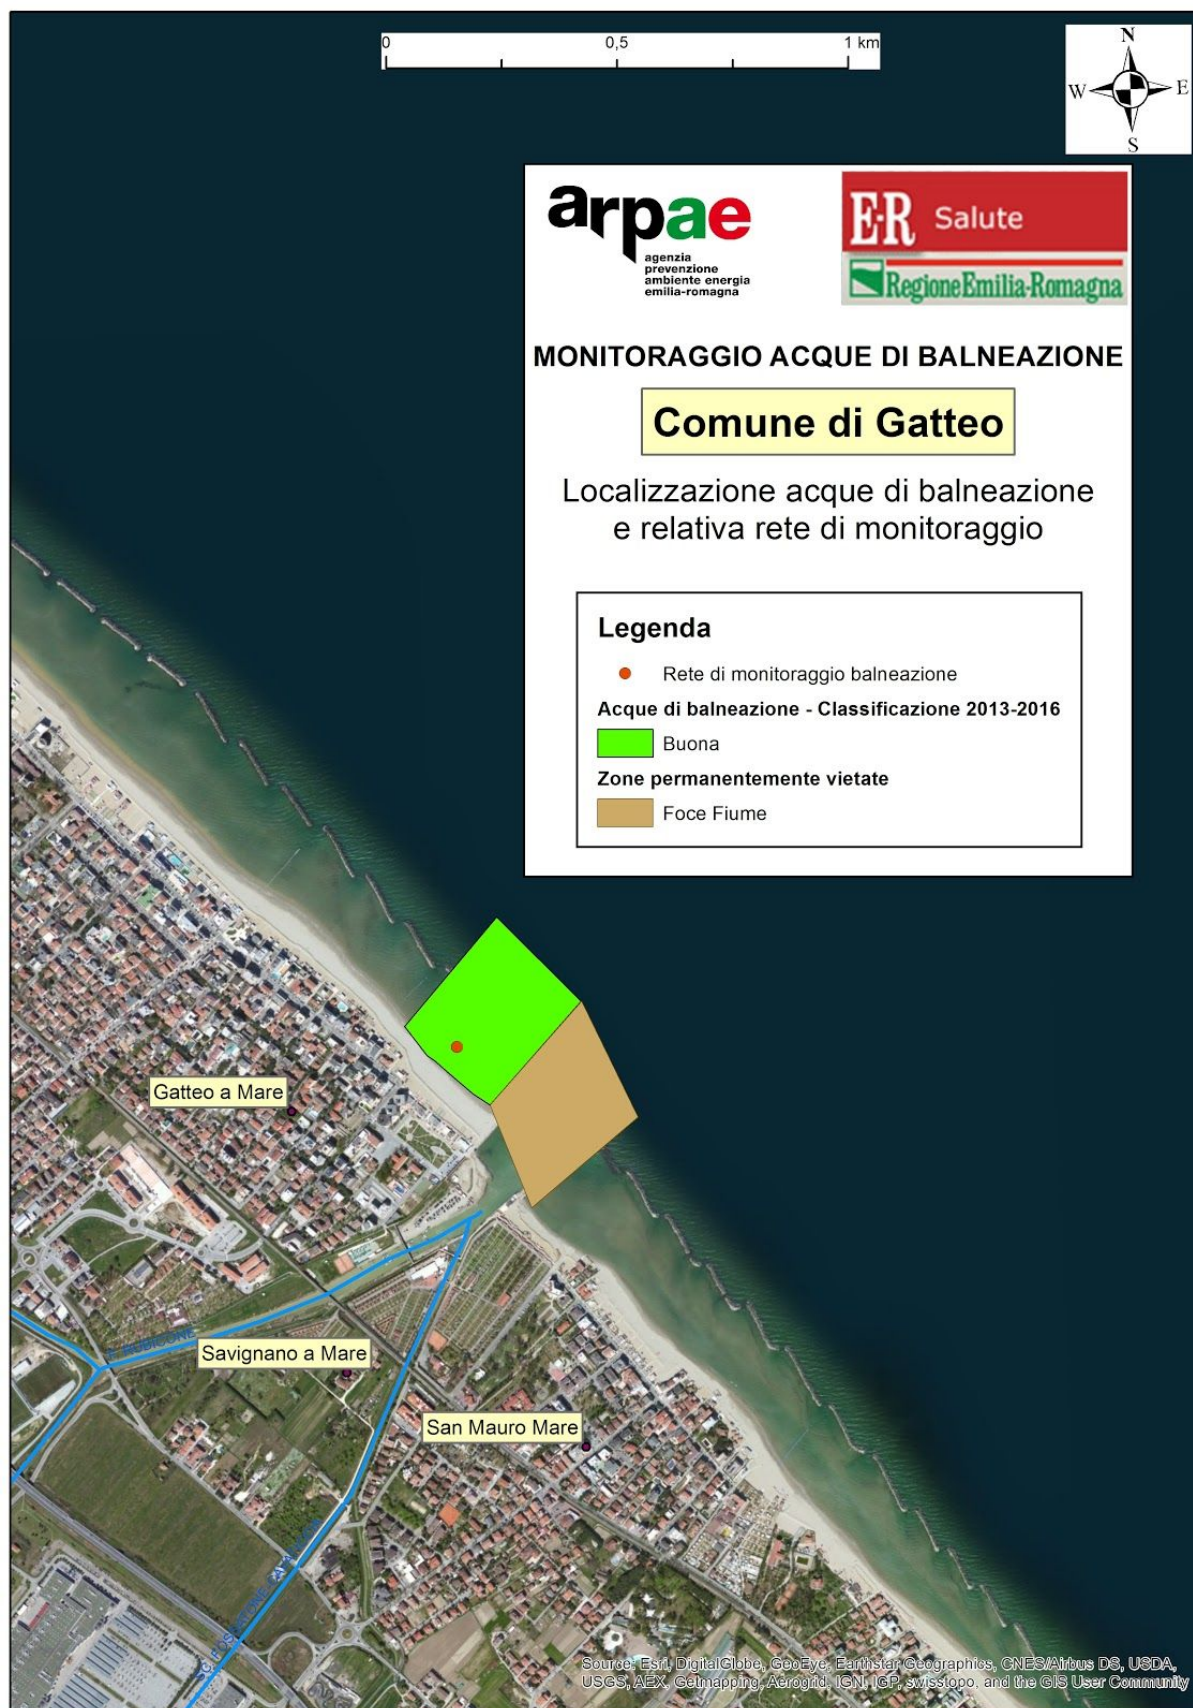 0 0,5 1 km
N
W E
S
arpae
agenzia
prevenzione
ambiente energia
emilia-romagna
E-R Salute
RegioneEmilia-Romagna
MONITORAGGIO ACQUE DI BALNEAZIONE
Comune di Gatteo
Localizzazione acque di balneazione
e relativa rete di monitoraggio
Legenda
Rete di monitoraggio balneazione
Acque di balneazione - Classificazione 2013-2016
Buona
Zone permanentemente vietate
Foce Fiume
Gatteo a Mare
RUBICONE
Savignano a Mare
San Mauro Mare
Source: Esri, DigitalGlobe, GeoEye, Earthstar Geographics, CNES/Airbus DS, USDA,
USGS, AEX, Getmapping, Aerogrid, IGN, IGP, swisstopo, and the GIS User Community